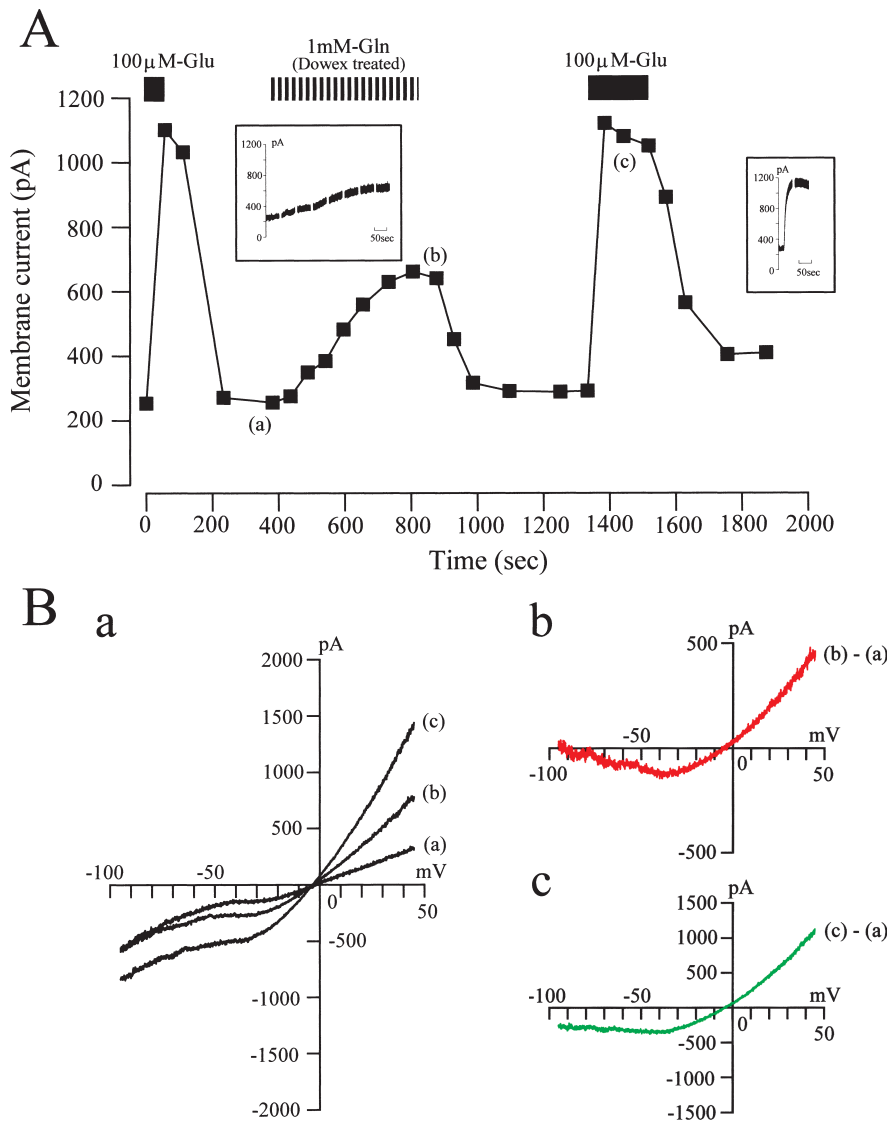 A
100μM-Glu
1mM-Gln
(Dowex treated)
100μM-Glu
Membrane current (pA)
1200
1000
800
600
400
200
0
pA
1200
800
400
0
50sec
pA
1200
800
400
0
50sec
(a)
(b)
(c)
0 200 400 600 800 1000 1200 1400 1600 1800 2000
Time (sec)
B
a
pA
2000
1500
1000
500
-100 -50 0 50
mV
-500
-1000
-1500
-2000
(c)
(b)
(a)
b
pA
500
(b) - (a)
mV
-100 -50 0 50
-500
c
pA
1500
1000
500
(c) - (a)
mV
-100 -50 0 50
-500
-1000
-1500